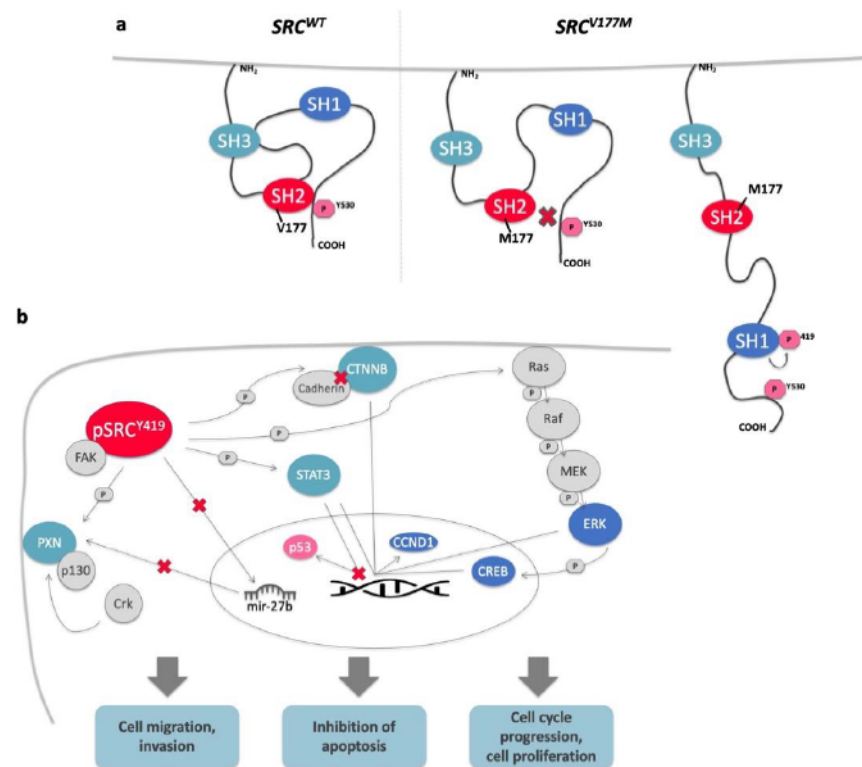 a
SRC^WT
SRC^V177M
NH₂
SH3
SH1
SH2
P
Y530
V177
COOH
NH₂
SH3
SH1
SH2
M177
P
Y530
COOH
NH₂
SH3
M177
SH2
SH1
P
419
P
Y530
COOH
b
pSRC^Y419
FAK
P
Cadherin
CTNNB
P
P
STAT3
P
PXN
p130
Crk
Ras
P
Raf
P
MEK
P
ERK
P
CREB
CCND1
p53
mir-27b
Cell migration,
invasion
Inhibition of
apoptosis
Cell cycle
progression,
cell proliferation